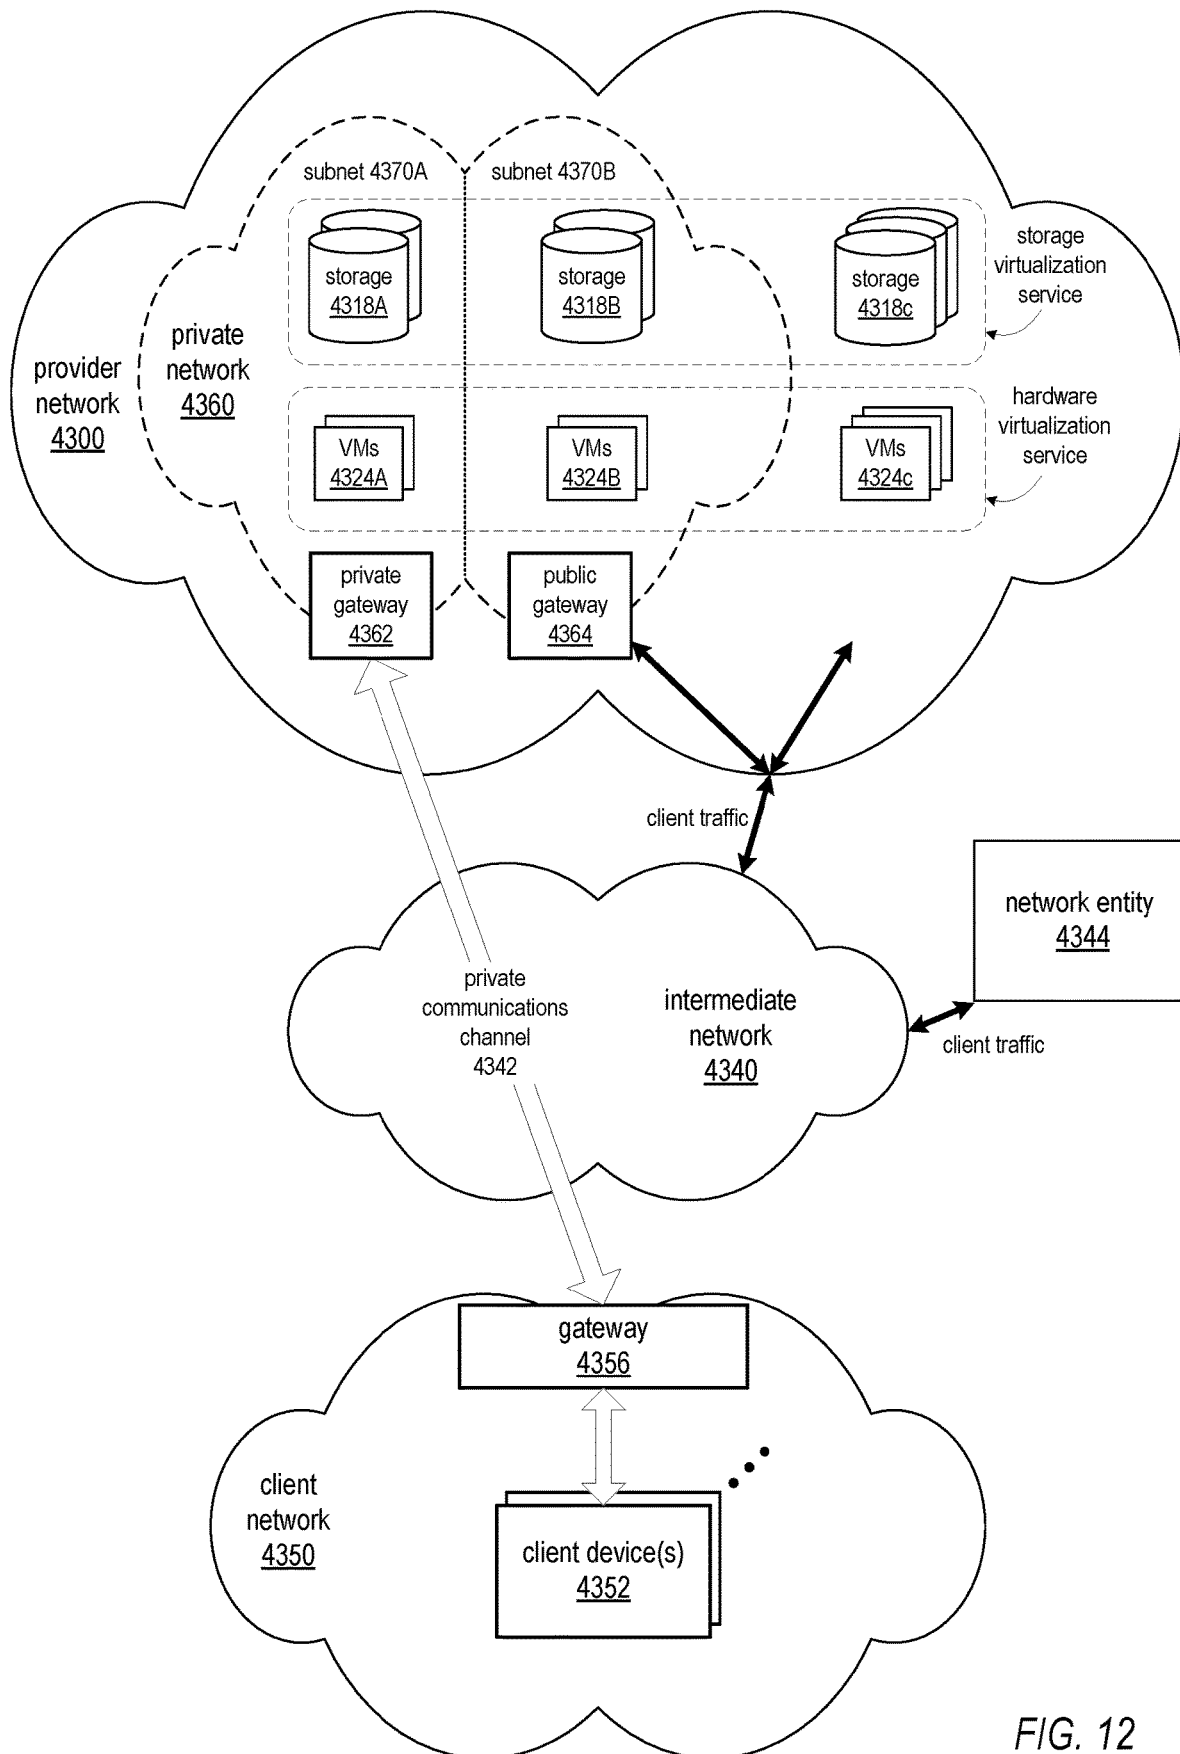 subnet 4370A
subnet 4370B
storage
4318A
storage
4318B
storage
4318c
storage
virtualization
service
provider
network
4300
private
network
4360
VMs
4324A
VMs
4324B
VMs
4324c
hardware
virtualization
service
private
gateway
4362
public
gateway
4364
client traffic
network entity
4344
client traffic
private
communications
channel
4342
intermediate
network
4340
gateway
4356
client
network
4350
client device(s)
4352
FIG. 12